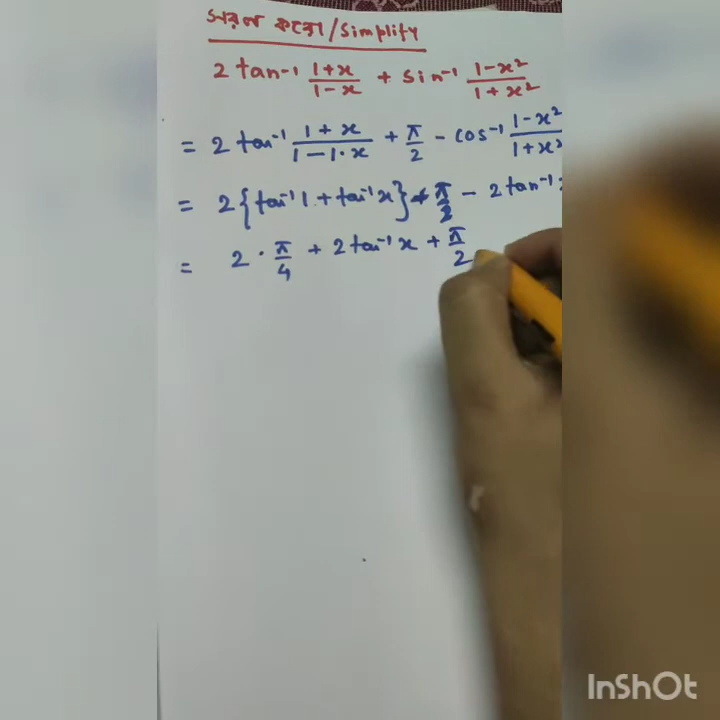 সরল করো/Simplify
2 tan⁻¹ (1+x)/(1-x) + sin⁻¹ (1-x²)/(1+x²)
= 2 tan⁻¹ (1+x)/(1-1·x) + π/2 - cos⁻¹ (1-x²)/(1+x²
= 2{tan⁻¹1 + tan⁻¹x} + π/2 - 2 tan⁻¹
= 2 · π/4 + 2 tan⁻¹x + π/2
InShOt